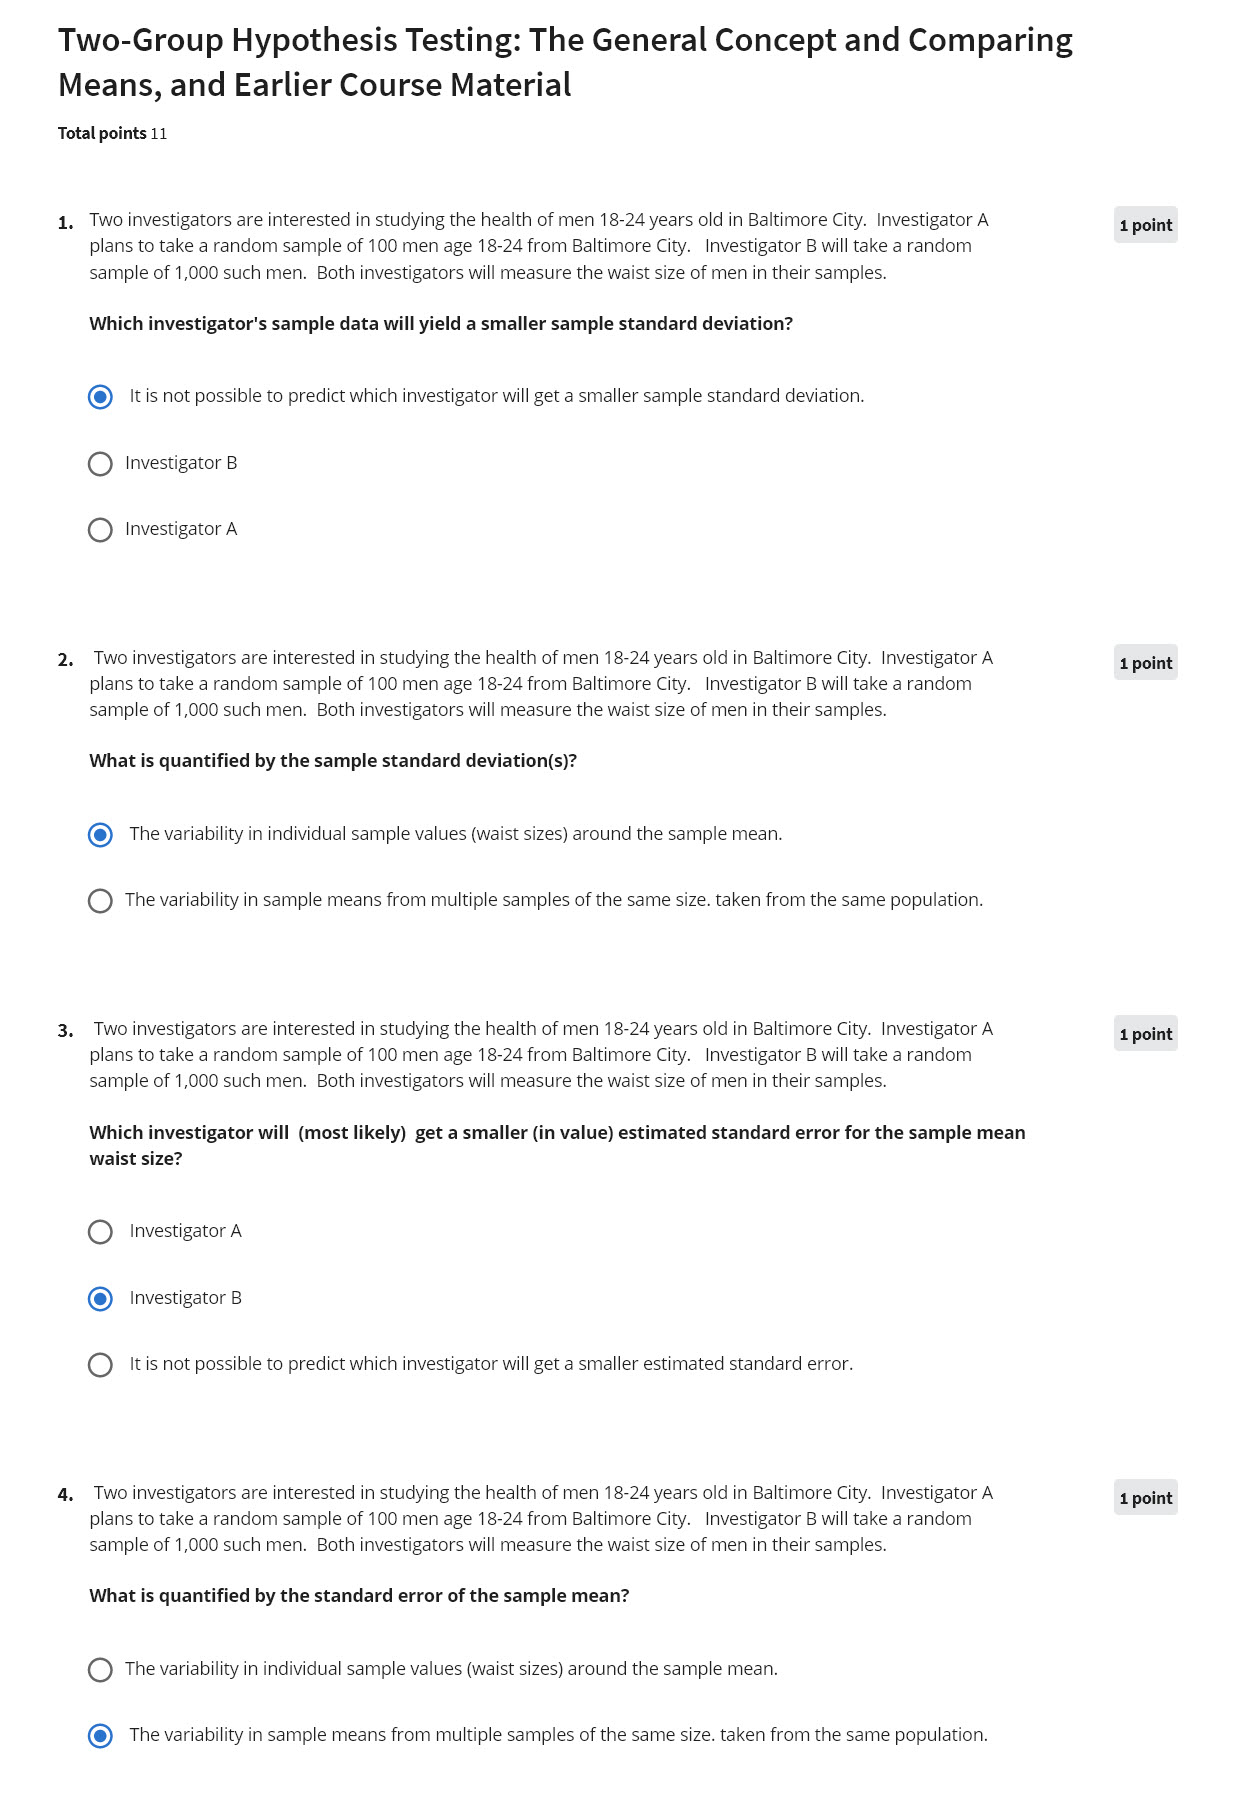 Two-Group Hypothesis Testing: The General Concept and Comparing
Means, and Earlier Course Material
Total points 11
1. Two investigators are interested in studying the health of men 18-24 years old in Baltimore City.  Investigator A
1 point
plans to take a random sample of 100 men age 18-24 from Baltimore City.   Investigator B will take a random
sample of 1,000 such men.  Both investigators will measure the waist size of men in their samples.
Which investigator's sample data will yield a smaller sample standard deviation?
It is not possible to predict which investigator will get a smaller sample standard deviation.
Investigator B
Investigator A
2. Two investigators are interested in studying the health of men 18-24 years old in Baltimore City.  Investigator A
1 point
plans to take a random sample of 100 men age 18-24 from Baltimore City.   Investigator B will take a random
sample of 1,000 such men.  Both investigators will measure the waist size of men in their samples.
What is quantified by the sample standard deviation(s)?
The variability in individual sample values (waist sizes) around the sample mean.
The variability in sample means from multiple samples of the same size. taken from the same population.
3. Two investigators are interested in studying the health of men 18-24 years old in Baltimore City.  Investigator A
1 point
plans to take a random sample of 100 men age 18-24 from Baltimore City.   Investigator B will take a random
sample of 1,000 such men.  Both investigators will measure the waist size of men in their samples.
Which investigator will  (most likely)  get a smaller (in value) estimated standard error for the sample mean
waist size?
Investigator A
Investigator B
It is not possible to predict which investigator will get a smaller estimated standard error.
4. Two investigators are interested in studying the health of men 18-24 years old in Baltimore City.  Investigator A
1 point
plans to take a random sample of 100 men age 18-24 from Baltimore City.   Investigator B will take a random
sample of 1,000 such men.  Both investigators will measure the waist size of men in their samples.
What is quantified by the standard error of the sample mean?
The variability in individual sample values (waist sizes) around the sample mean.
The variability in sample means from multiple samples of the same size. taken from the same population.